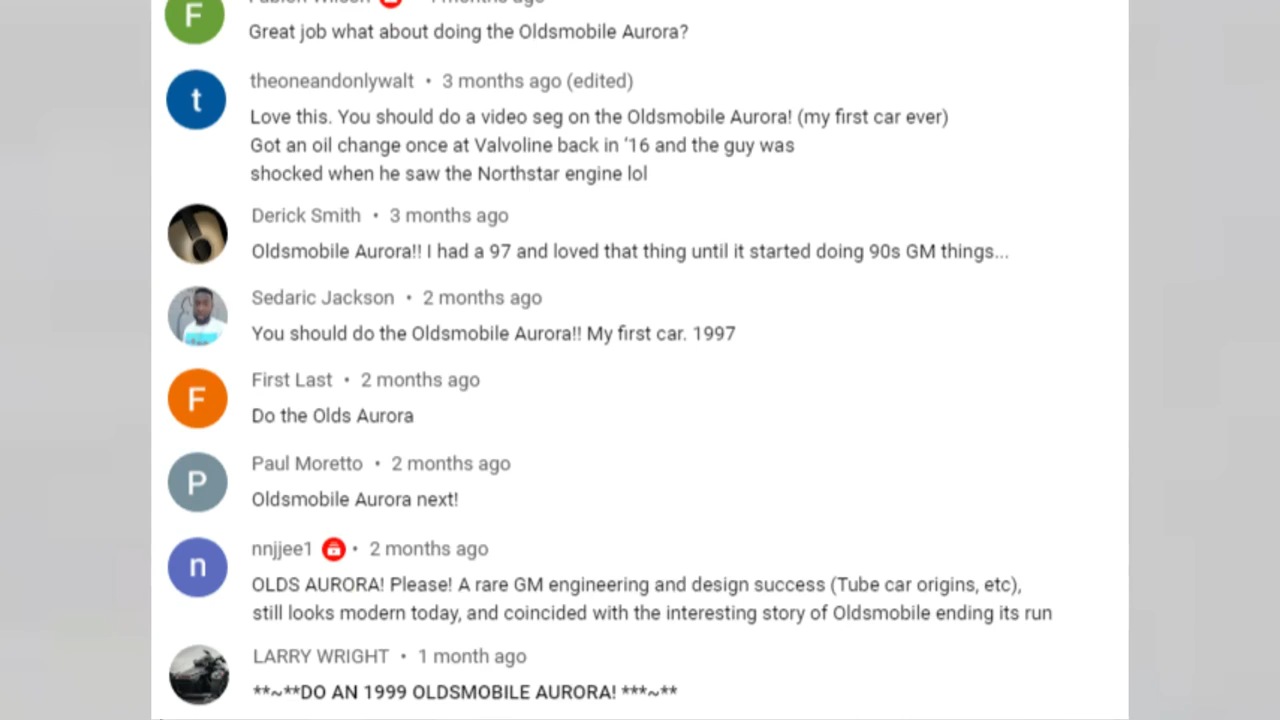 F
Great job what about doing the Oldsmobile Aurora?
t
theoneandonlywalt • 3 months ago (edited)
Love this. You should do a video seg on the Oldsmobile Aurora! (my first car ever)
Got an oil change once at Valvoline back in '16 and the guy was
shocked when he saw the Northstar engine lol
Derick Smith • 3 months ago
Oldsmobile Aurora!! I had a 97 and loved that thing until it started doing 90s GM things...
Sedaric Jackson • 2 months ago
You should do the Oldsmobile Aurora!! My first car. 1997
F
First Last • 2 months ago
Do the Olds Aurora
P
Paul Moretto • 2 months ago
Oldsmobile Aurora next!
n
nnjjee1 • 2 months ago
OLDS AURORA! Please! A rare GM engineering and design success (Tube car origins, etc),
still looks modern today, and coincided with the interesting story of Oldsmobile ending its run
LARRY WRIGHT • 1 month ago
**~**DO AN 1999 OLDSMOBILE AURORA! ***~**